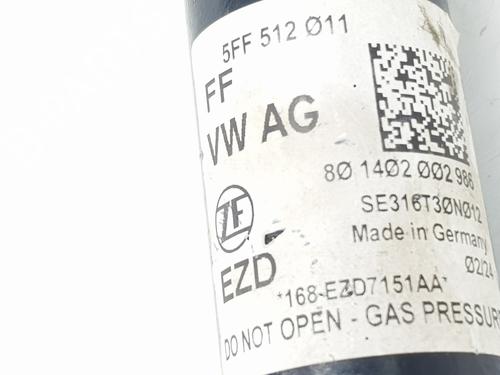 5FF 512 Ø11
FF
VW AG
8Ø 14Ø2 ØØ2 986
ZF
SE316T3ØNØ12
Made in Germany
EZD
Ø2/24
*168-EZD7151AA*
DO NOT OPEN - GAS PRESSURE